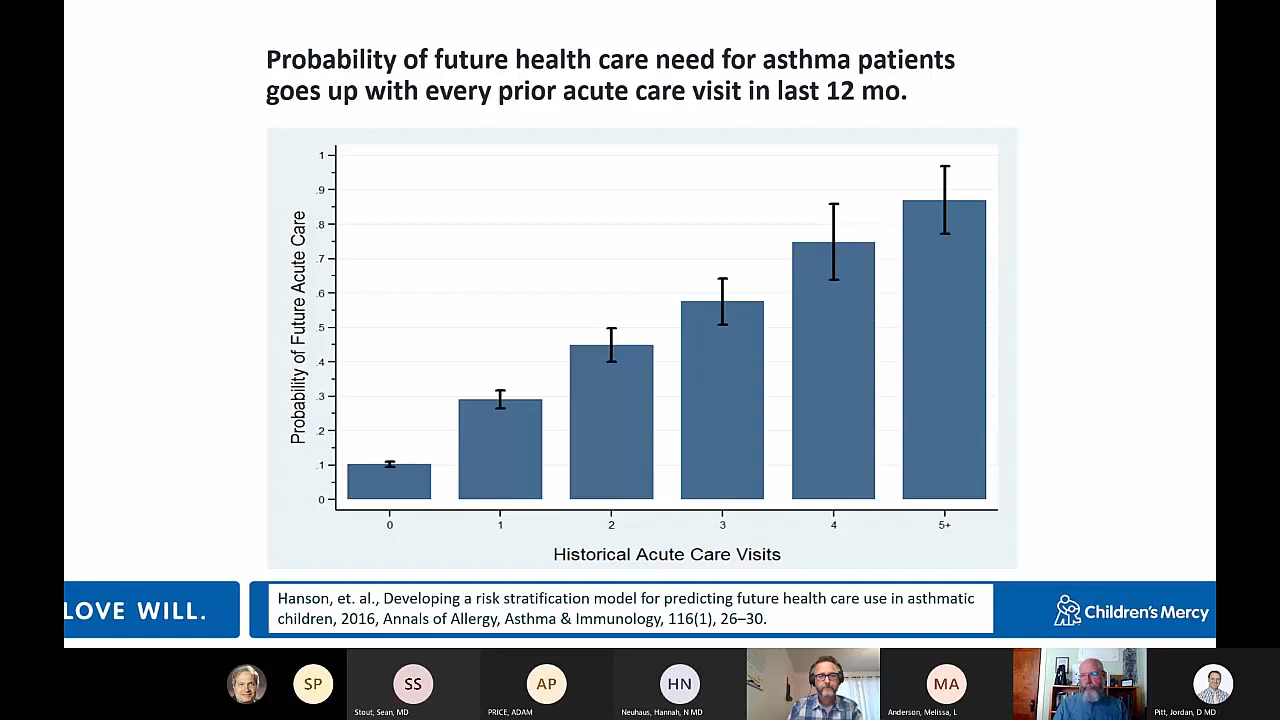 Probability of future health care need for asthma patients
goes up with every prior acute care visit in last 12 mo.
Probability of Future Acute Care
1
.9
.8
.7
.6
.5
.4
.3
.2
.1
0
0 1 2 3 4 5+
Historical Acute Care Visits
LOVE WILL.
Hanson, et. al., Developing a risk stratification model for predicting future health care use in asthmatic
children, 2016, Annals of Allergy, Asthma & Immunology, 116(1), 26–30.
Children's Mercy
SP SS AP HN MA
Stout, Sean, MD PRICE, ADAM Neuhaus, Hannah, N MD Anderson, Melissa, L Pitt, Jordan, D MD